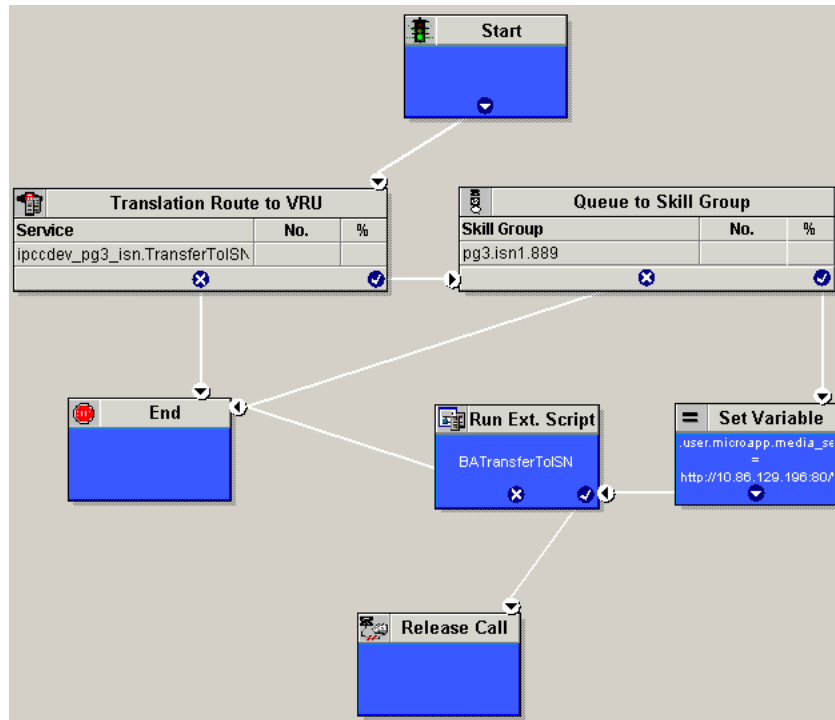 Start
Translation Route to VRU
Service No. %
ipccdev_pg3_isn.TransferToISN
Queue to Skill Group
Skill Group No. %
pg3.isn1.889
End
Run Ext. Script
BATransferToISN
Set Variable
.user.microapp.media_se
=
http://10.86.129.196:80/
Release Call